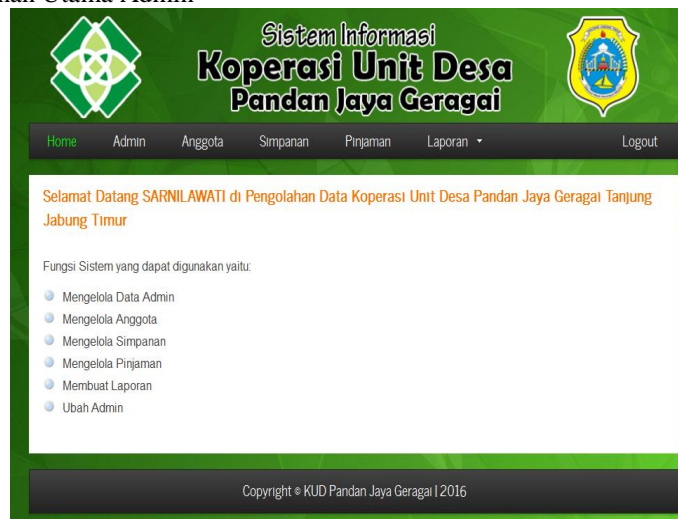 Utama Admin
Sistem Informasi
Koperasi Unit Desa
Pandan Jaya Geragai
Home Admin Anggota Simpanan Pinjaman Laporan Logout
Selamat Datang SARNILAWATI di Pengolahan Data Koperasi Unit Desa Pandan Jaya Geragai Tanjung
Jabung Timur
Fungsi Sistem yang dapat digunakan yaitu:
Mengelola Data Admin
Mengelola Anggota
Mengelola Simpanan
Mengelola Pinjaman
Membuat Laporan
Ubah Admin
Copyright © KUD Pandan Jaya Geragai | 2016